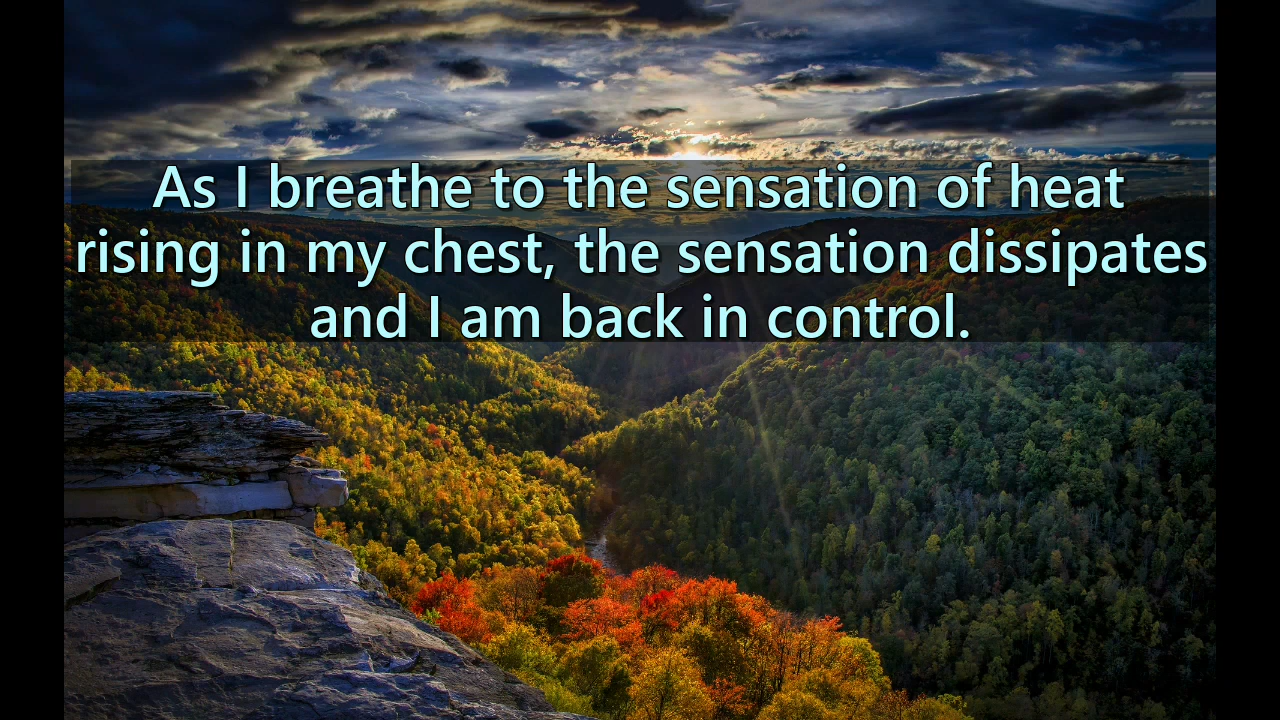 As I breathe to the sensation of heat
rising in my chest, the sensation dissipates
and I am back in control.